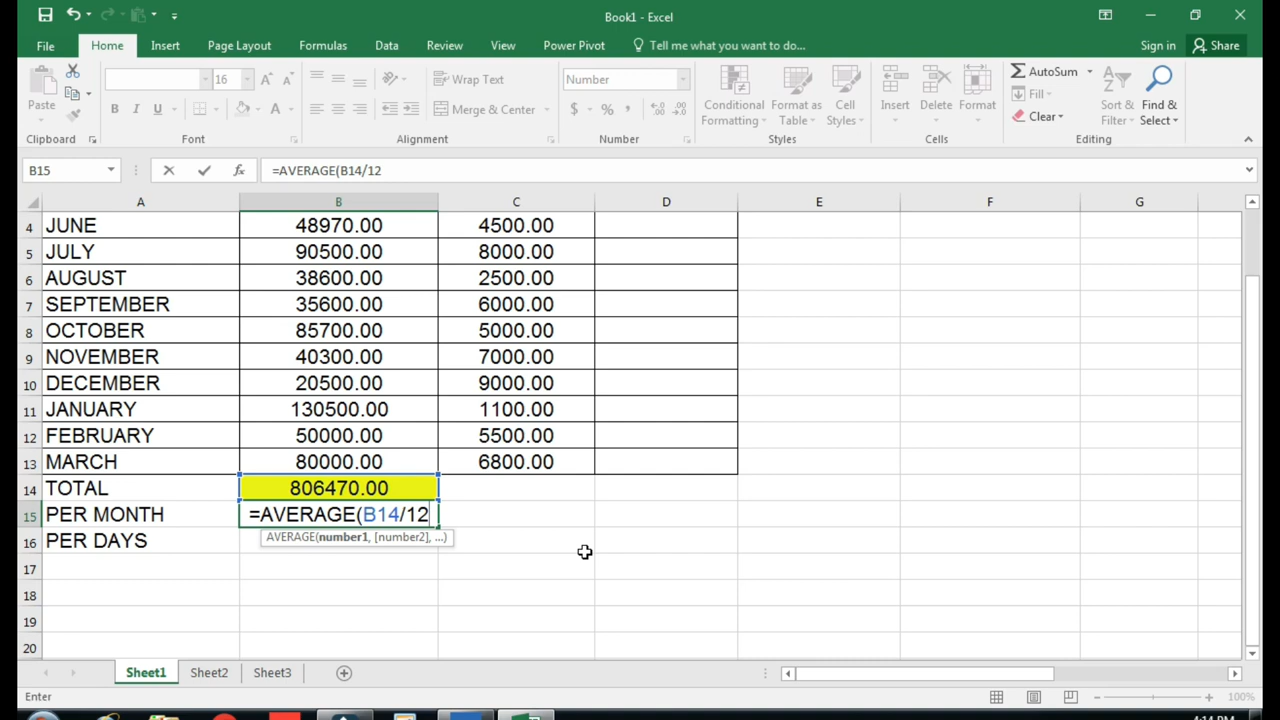 Book1 - Excel
File Home Insert Page Layout Formulas Data Review View Power Pivot Tell me what you want to do... Sign in Share
16 Wrap Text Number AutoSum
Paste Conditional Format as Cell Insert Delete Format Fill Sort & Find &
B I U A Merge & Center $ % , Formatting Table Styles Clear Filter Select
Clipboard Font Alignment Number Styles Cells Editing
B15 fx =AVERAGE(B14/12
A B C D E F G
4 JUNE 48970.00 4500.00
5 JULY 90500.00 8000.00
6 AUGUST 38600.00 2500.00
7 SEPTEMBER 35600.00 6000.00
8 OCTOBER 85700.00 5000.00
9 NOVEMBER 40300.00 7000.00
10 DECEMBER 20500.00 9000.00
11 JANUARY 130500.00 1100.00
12 FEBRUARY 50000.00 5500.00
13 MARCH 80000.00 6800.00
14 TOTAL 806470.00
15 PER MONTH =AVERAGE(B14/12
AVERAGE(number1, [number2], ...)
16 PER DAYS
17
18
19
20
Sheet1 Sheet2 Sheet3
Enter 100%
4:14 PM